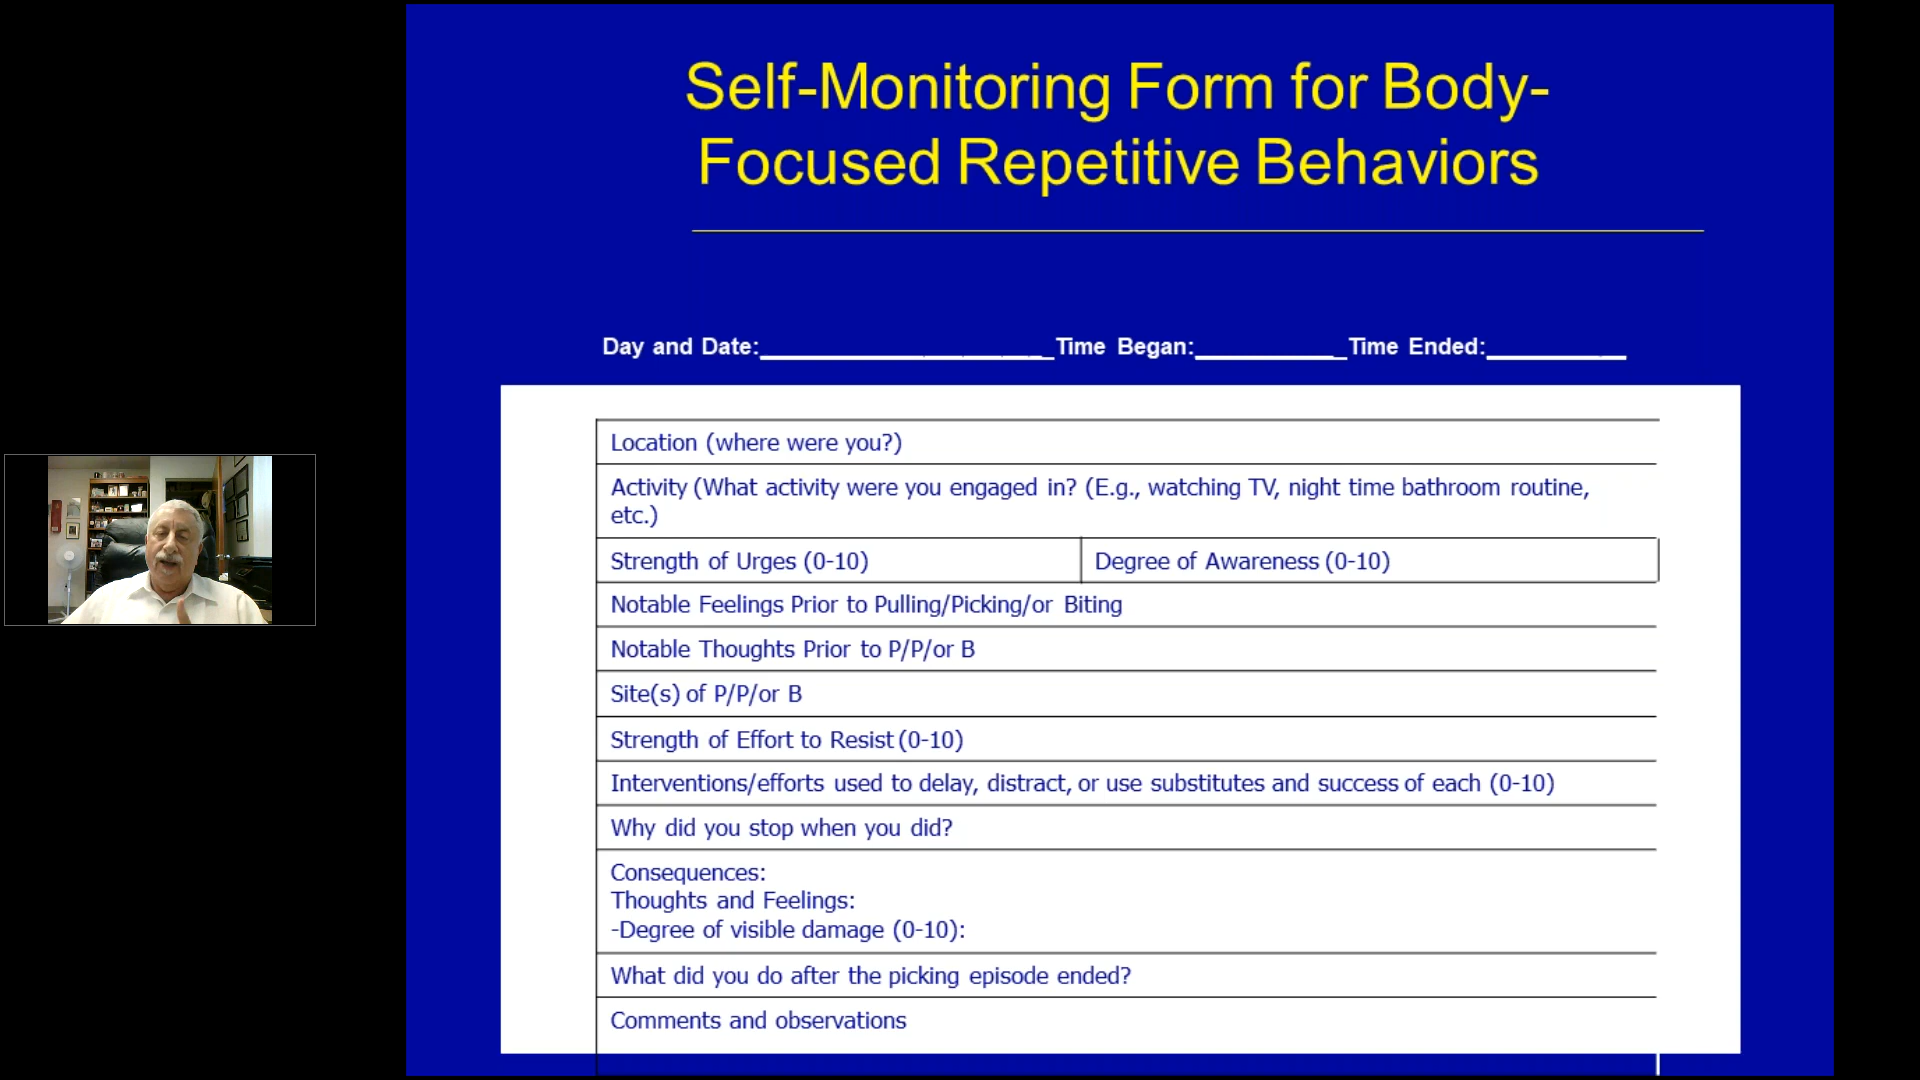 Self-Monitoring Form for Body-
Focused Repetitive Behaviors
Day and Date:______________________Time Began:___________Time Ended:__________
Location (where were you?)
Activity (What activity were you engaged in? (E.g., watching TV, night time bathroom routine,
etc.)
Strength of Urges (0-10)
Degree of Awareness (0-10)
Notable Feelings Prior to Pulling/Picking/or Biting
Notable Thoughts Prior to P/P/or B
Site(s) of P/P/or B
Strength of Effort to Resist (0-10)
Interventions/efforts used to delay, distract, or use substitutes and success of each (0-10)
Why did you stop when you did?
Consequences:
Thoughts and Feelings:
-Degree of visible damage (0-10):
What did you do after the picking episode ended?
Comments and observations